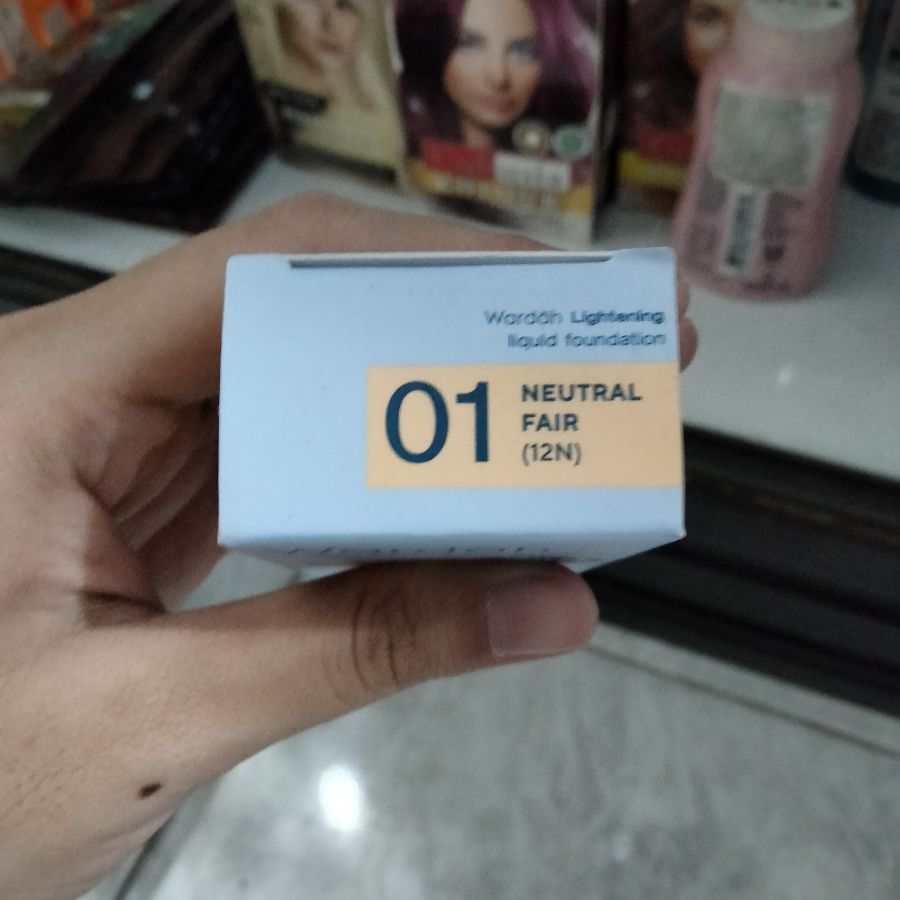 Wardah Lightening
liquid foundation
01 NEUTRAL
FAIR
(12N)